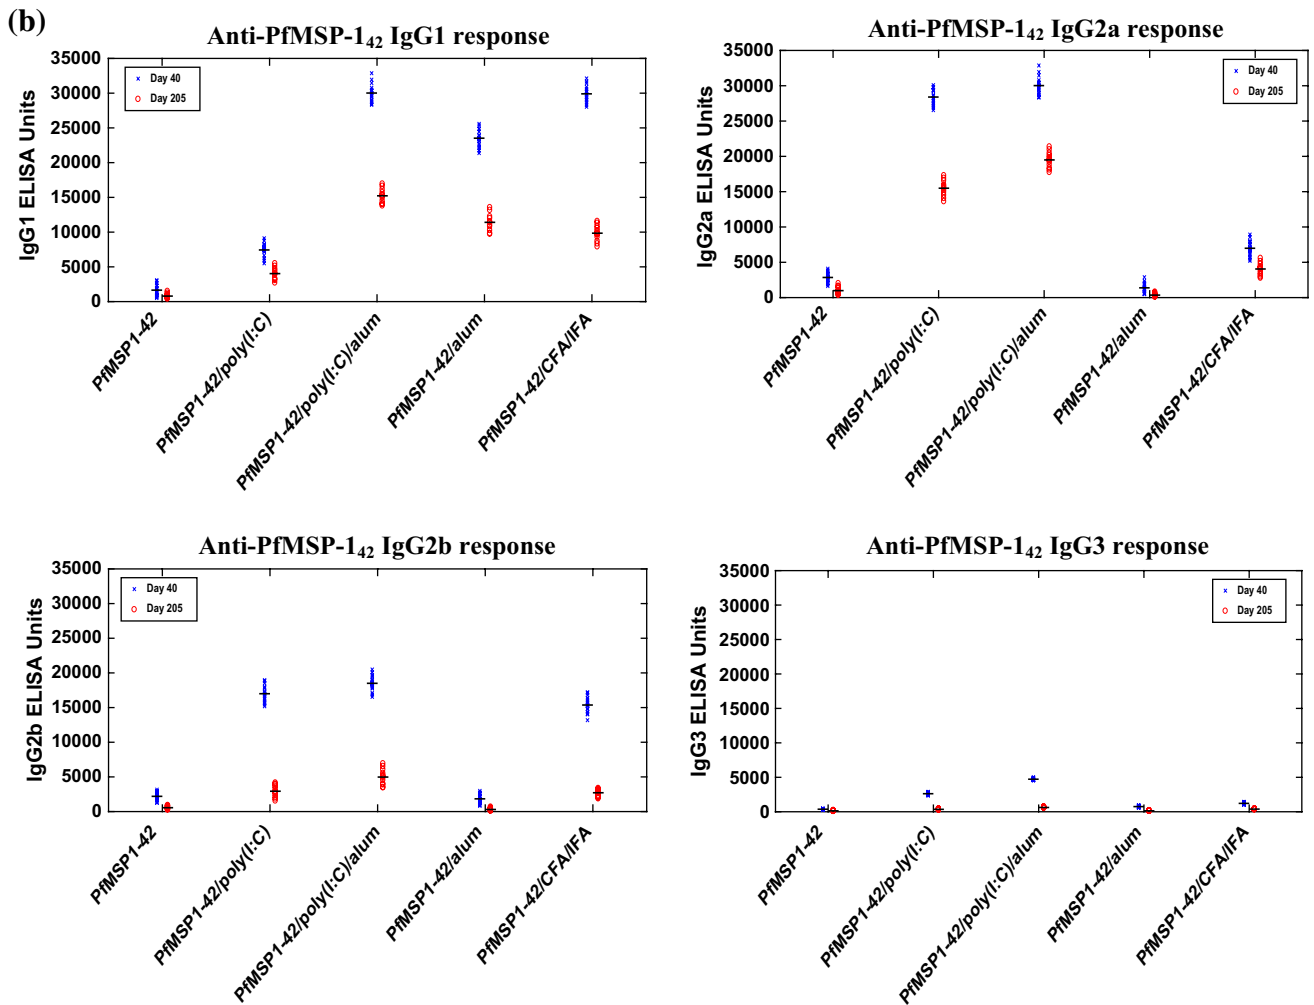 (b)
Anti-PfMSP-1₄₂ IgG1 response
IgG1 ELISA Units
35000
30000
25000
20000
15000
10000
5000
0
Day 40
Day 205
PfMSP1-42
PfMSP1-42/poly(I:C)
PfMSP1-42/poly(I:C)/alum
PfMSP1-42/alum
PfMSP1-42/CFA/IFA
Anti-PfMSP-1₄₂ IgG2a response
IgG2a ELISA Units
35000
30000
25000
20000
15000
10000
5000
0
Day 40
Day 205
PfMSP1-42
PfMSP1-42/poly(I:C)
PfMSP1-42/poly(I:C)/alum
PfMSP1-42/alum
PfMSP1-42/CFA/IFA
Anti-PfMSP-1₄₂ IgG2b response
IgG2b ELISA Units
35000
30000
25000
20000
15000
10000
5000
0
Day 40
Day 205
PfMSP1-42
PfMSP1-42/poly(I:C)
PfMSP1-42/poly(I:C)/alum
PfMSP1-42/alum
PfMSP1-42/CFA/IFA
Anti-PfMSP-1₄₂ IgG3 response
IgG3 ELISA Units
35000
30000
25000
20000
15000
10000
5000
0
Day 40
Day 205
PfMSP1-42
PfMSP1-42/poly(I:C)
PfMSP1-42/poly(I:C)/alum
PfMSP1-42/alum
PfMSP1-42/CFA/IFA